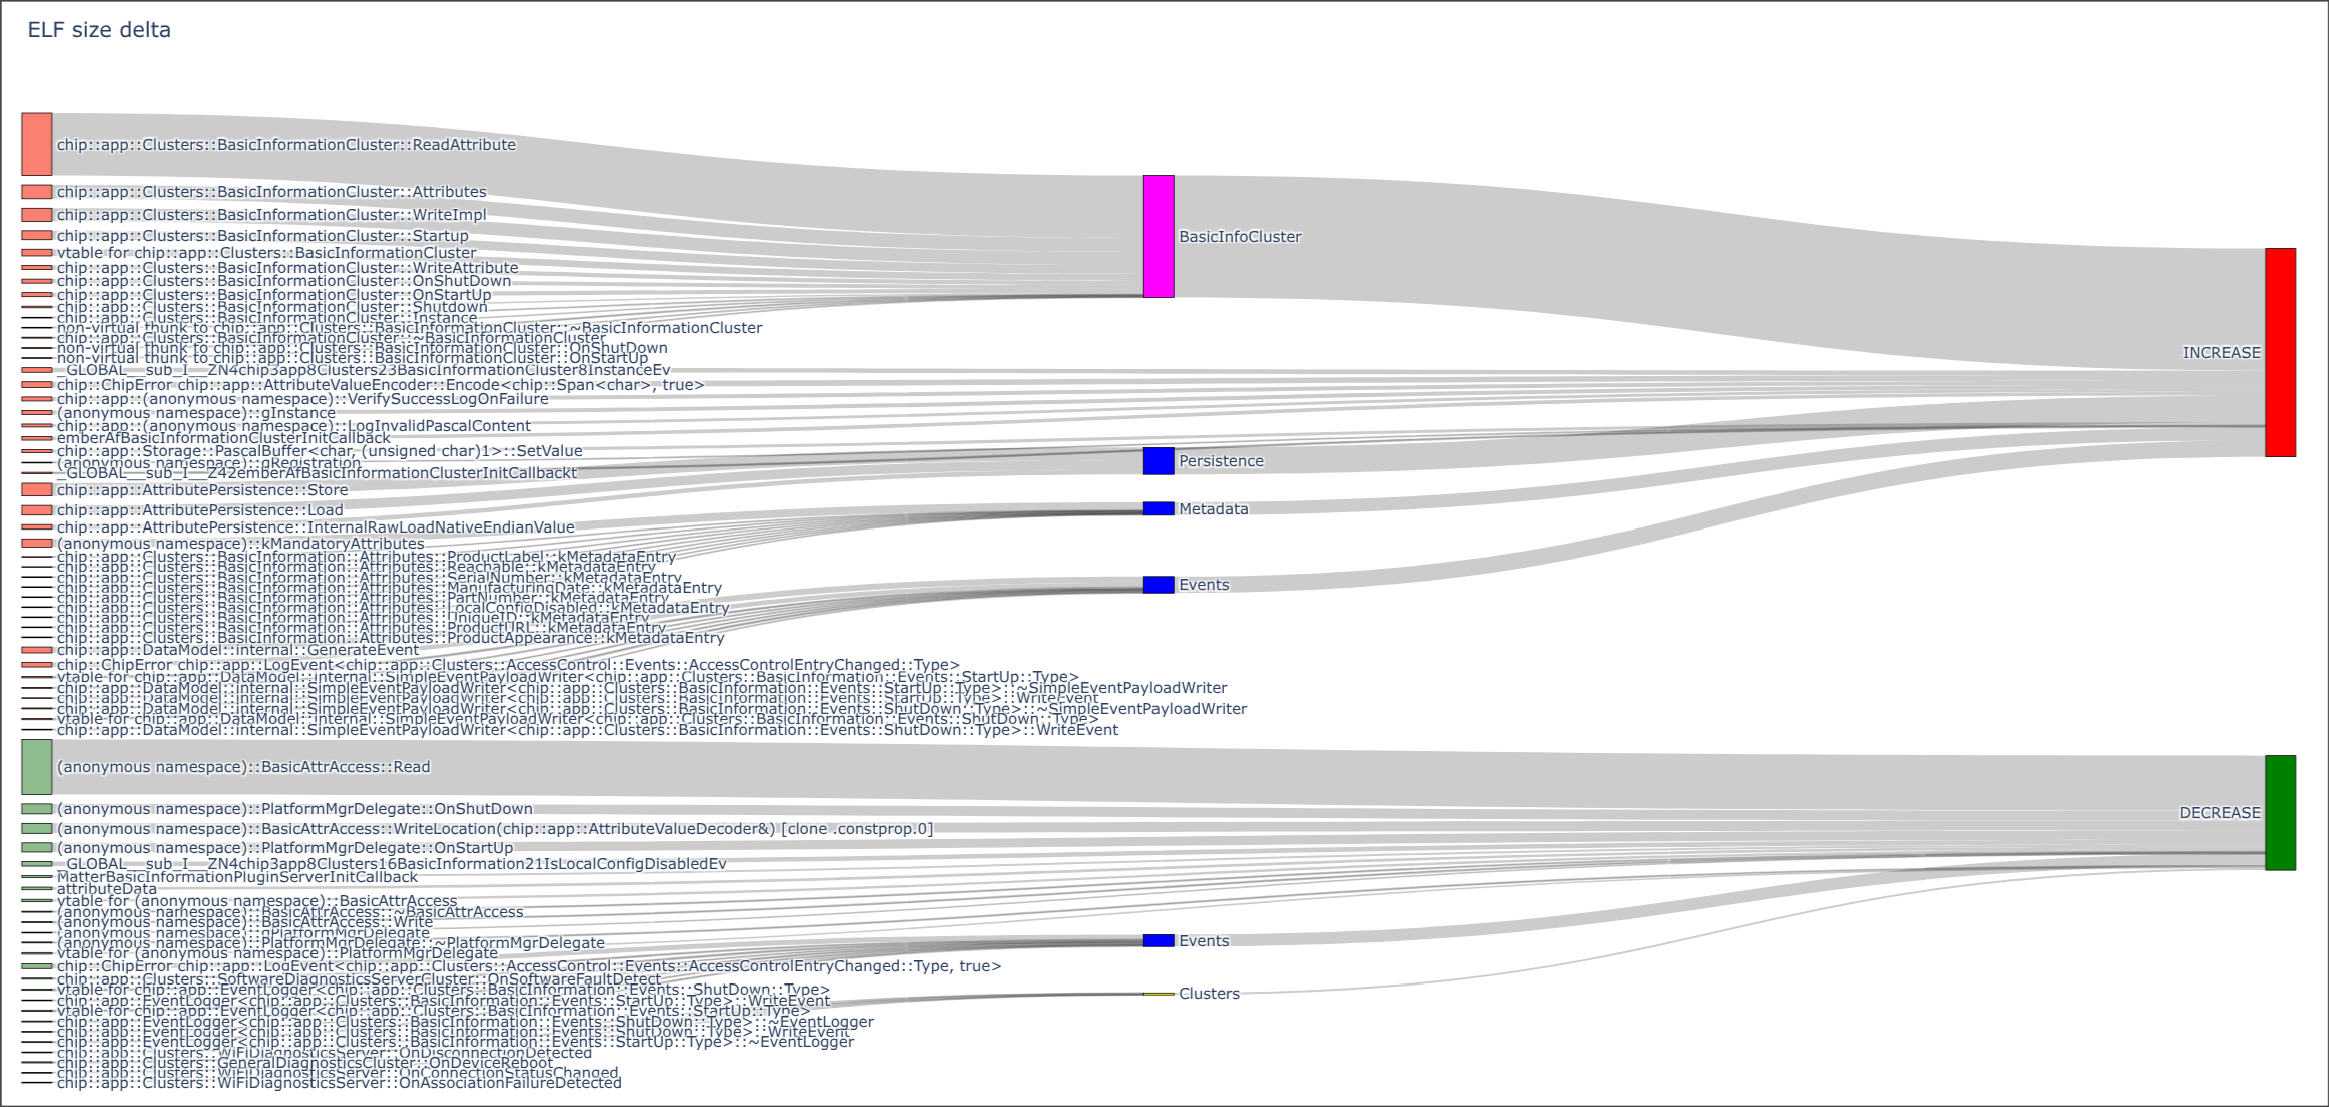 ELF size delta
chip::app::Clusters::BasicInformationCluster::ReadAttribute
chip::app::Clusters::BasicInformationCluster::Attributes
chip::app::Clusters::BasicInformationCluster::WriteImpl
chip::app::Clusters::BasicInformationCluster::Startup
vtable for chip::app::Clusters::BasicInformationCluster
chip::app::Clusters::BasicInformationCluster::WriteAttribute
chip::app::Clusters::BasicInformationCluster::OnShutDown
chip::app::Clusters::BasicInformationCluster::OnStartUp
chip::app::Clusters::BasicInformationCluster::Shutdown
chip::app::Clusters::BasicInformationCluster::Instance
non-virtual thunk to chip::app::Clusters::BasicInformationCluster::~BasicInformationCluster
chip::app::Clusters::BasicInformationCluster::~BasicInformationCluster
non-virtual thunk to chip::app::Clusters::BasicInformationCluster::OnShutDown
non-virtual thunk to chip::app::Clusters::BasicInformationCluster::OnStartUp
_GLOBAL__sub_I__ZN4chip3app8Clusters23BasicInformationCluster8InstanceEv
chip::ChipError chip::app::AttributeValueEncoder::Encode<chip::Span<char>, true>
chip::app::(anonymous namespace)::VerifySuccessLogOnFailure
(anonymous namespace)::gInstance
chip::app::(anonymous namespace)::LogInvalidPascalContent
emberAfBasicInformationClusterInitCallback
chip::app::Storage::PascalBuffer<char, (unsigned char)1>::SetValue
(anonymous namespace)::gRegistration
_GLOBAL__sub_I__Z42emberAfBasicInformationClusterInitCallbackt
chip::app::AttributePersistence::Store
chip::app::AttributePersistence::Load
chip::app::AttributePersistence::InternalRawLoadNativeEndianValue
(anonymous namespace)::kMandatoryAttributes
chip::app::Clusters::BasicInformation::Attributes::ProductLabel::kMetadataEntry
chip::app::Clusters::BasicInformation::Attributes::Reachable::kMetadataEntry
chip::app::Clusters::BasicInformation::Attributes::SerialNumber::kMetadataEntry
chip::app::Clusters::BasicInformation::Attributes::ManufacturingDate::kMetadataEntry
chip::app::Clusters::BasicInformation::Attributes::PartNumber::kMetadataEntry
chip::app::Clusters::BasicInformation::Attributes::LocalConfigDisabled::kMetadataEntry
chip::app::Clusters::BasicInformation::Attributes::UniqueID::kMetadataEntry
chip::app::Clusters::BasicInformation::Attributes::ProductURL::kMetadataEntry
chip::app::Clusters::BasicInformation::Attributes::ProductAppearance::kMetadataEntry
chip::app::DataModel::internal::GenerateEvent
chip::ChipError chip::app::LogEvent<chip::app::Clusters::AccessControl::Events::AccessControlEntryChanged::Type>
vtable for chip::app::DataModel::internal::SimpleEventPayloadWriter<chip::app::Clusters::BasicInformation::Events::StartUp::Type>
chip::app::DataModel::internal::SimpleEventPayloadWriter<chip::app::Clusters::BasicInformation::Events::StartUp::Type>::~SimpleEventPayloadWriter
chip::app::DataModel::internal::SimpleEventPayloadWriter<chip::app::Clusters::BasicInformation::Events::StartUp::Type>::WriteEvent
chip::app::DataModel::internal::SimpleEventPayloadWriter<chip::app::Clusters::BasicInformation::Events::ShutDown::Type>::~SimpleEventPayloadWriter
vtable for chip::app::DataModel::internal::SimpleEventPayloadWriter<chip::app::Clusters::BasicInformation::Events::ShutDown::Type>
chip::app::DataModel::internal::SimpleEventPayloadWriter<chip::app::Clusters::BasicInformation::Events::ShutDown::Type>::WriteEvent
(anonymous namespace)::BasicAttrAccess::Read
(anonymous namespace)::PlatformMgrDelegate::OnShutDown
(anonymous namespace)::BasicAttrAccess::WriteLocation(chip::app::AttributeValueDecoder&) [clone .constprop.0]
(anonymous namespace)::PlatformMgrDelegate::OnStartUp
_GLOBAL__sub_I__ZN4chip3app8Clusters16BasicInformation21IsLocalConfigDisabledEv
MatterBasicInformationPluginServerInitCallback
attributeData
vtable for (anonymous namespace)::BasicAttrAccess
(anonymous namespace)::BasicAttrAccess::~BasicAttrAccess
(anonymous namespace)::BasicAttrAccess::Write
(anonymous namespace)::gPlatformMgrDelegate
(anonymous namespace)::PlatformMgrDelegate::~PlatformMgrDelegate
vtable for (anonymous namespace)::PlatformMgrDelegate
chip::ChipError chip::app::LogEvent<chip::app::Clusters::AccessControl::Events::AccessControlEntryChanged::Type, true>
chip::app::Clusters::SoftwareDiagnosticsServerCluster::OnSoftwareFaultDetect
vtable for chip::app::EventLogger<chip::app::Clusters::BasicInformation::Events::ShutDown::Type>
chip::app::EventLogger<chip::app::Clusters::BasicInformation::Events::StartUp::Type>::WriteEvent
vtable for chip::app::EventLogger<chip::app::Clusters::BasicInformation::Events::StartUp::Type>
chip::app::EventLogger<chip::app::Clusters::BasicInformation::Events::ShutDown::Type>::~EventLogger
chip::app::EventLogger<chip::app::Clusters::BasicInformation::Events::ShutDown::Type>::WriteEvent
chip::app::EventLogger<chip::app::Clusters::BasicInformation::Events::StartUp::Type>::~EventLogger
chip::app::Clusters::WiFiDiagnosticsServer::OnDisconnectionDetected
chip::app::Clusters::GeneralDiagnosticsCluster::OnDeviceReboot
chip::app::Clusters::WiFiDiagnosticsServer::OnConnectionStatusChanged
chip::app::Clusters::WiFiDiagnosticsServer::OnAssociationFailureDetected
BasicInfoCluster
Persistence
Metadata
Events
Events
Clusters
INCREASE
DECREASE